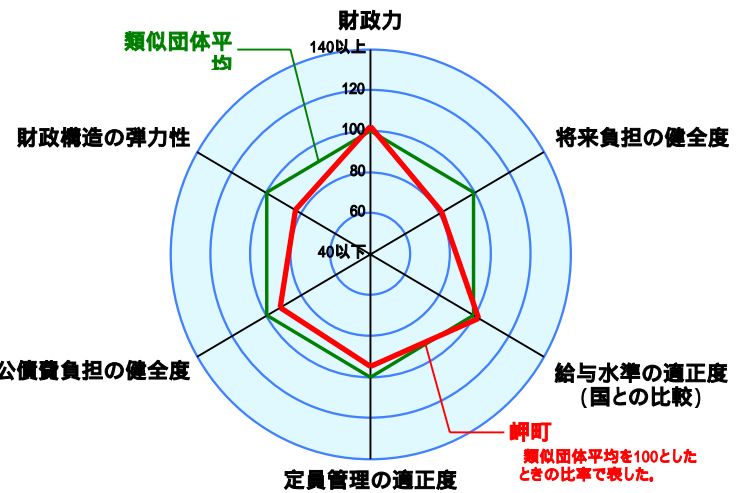 財政力
類似団体平
均
140以上
120
100
80
60
40以下
財政構造の弾力性
将来負担の健全度
公債費負担の健全度
給与水準の適正度
(国との比較)
岬町
類似団体平均を100とした
ときの比率で表した。
定員管理の適正度